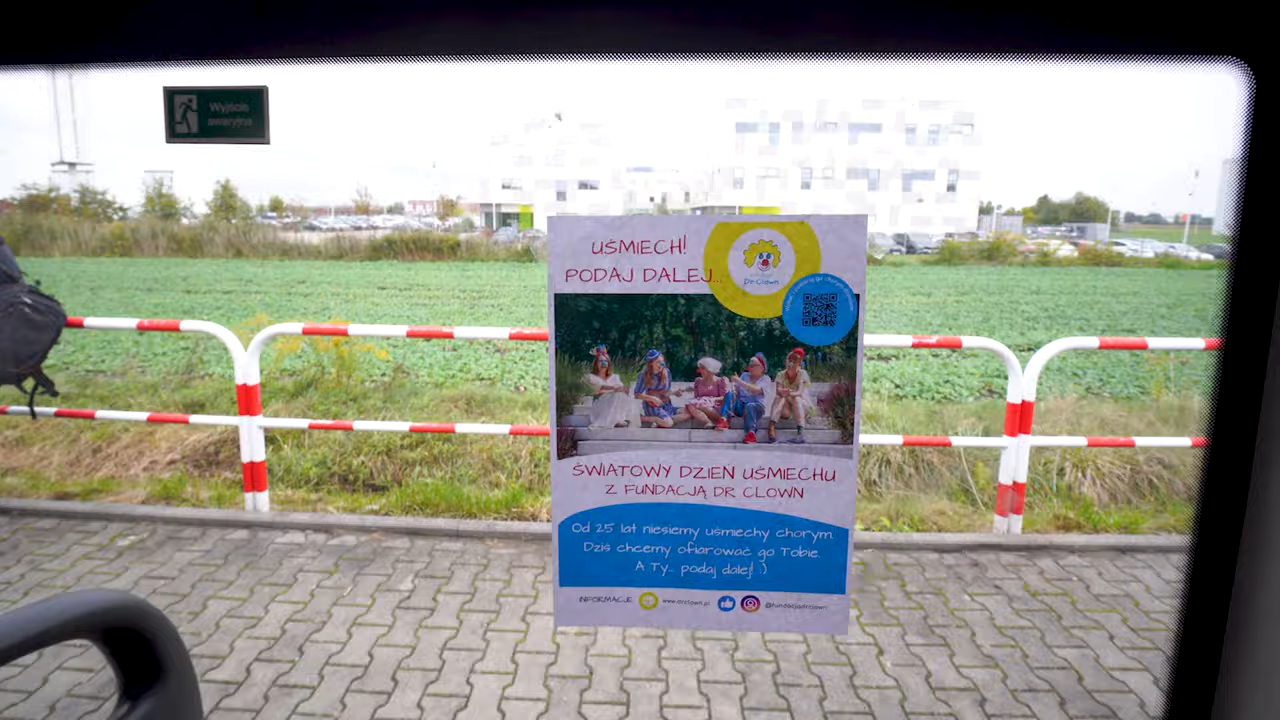 Wyjście
awaryjne
UŚMIECH!
PODAJ DALEJ...
Dr Clown
ŚWIATOWY DZIEŃ UŚMIECHU
Z FUNDACJĄ DR CLOWN
Od 25 lat niesiemy uśmiechy chorym.
Dziś chcemy ofiarować go Tobie.
A Ty... podaj dalej! :)
INFORMACJE: www.drclown.pl @fundacjadrclown